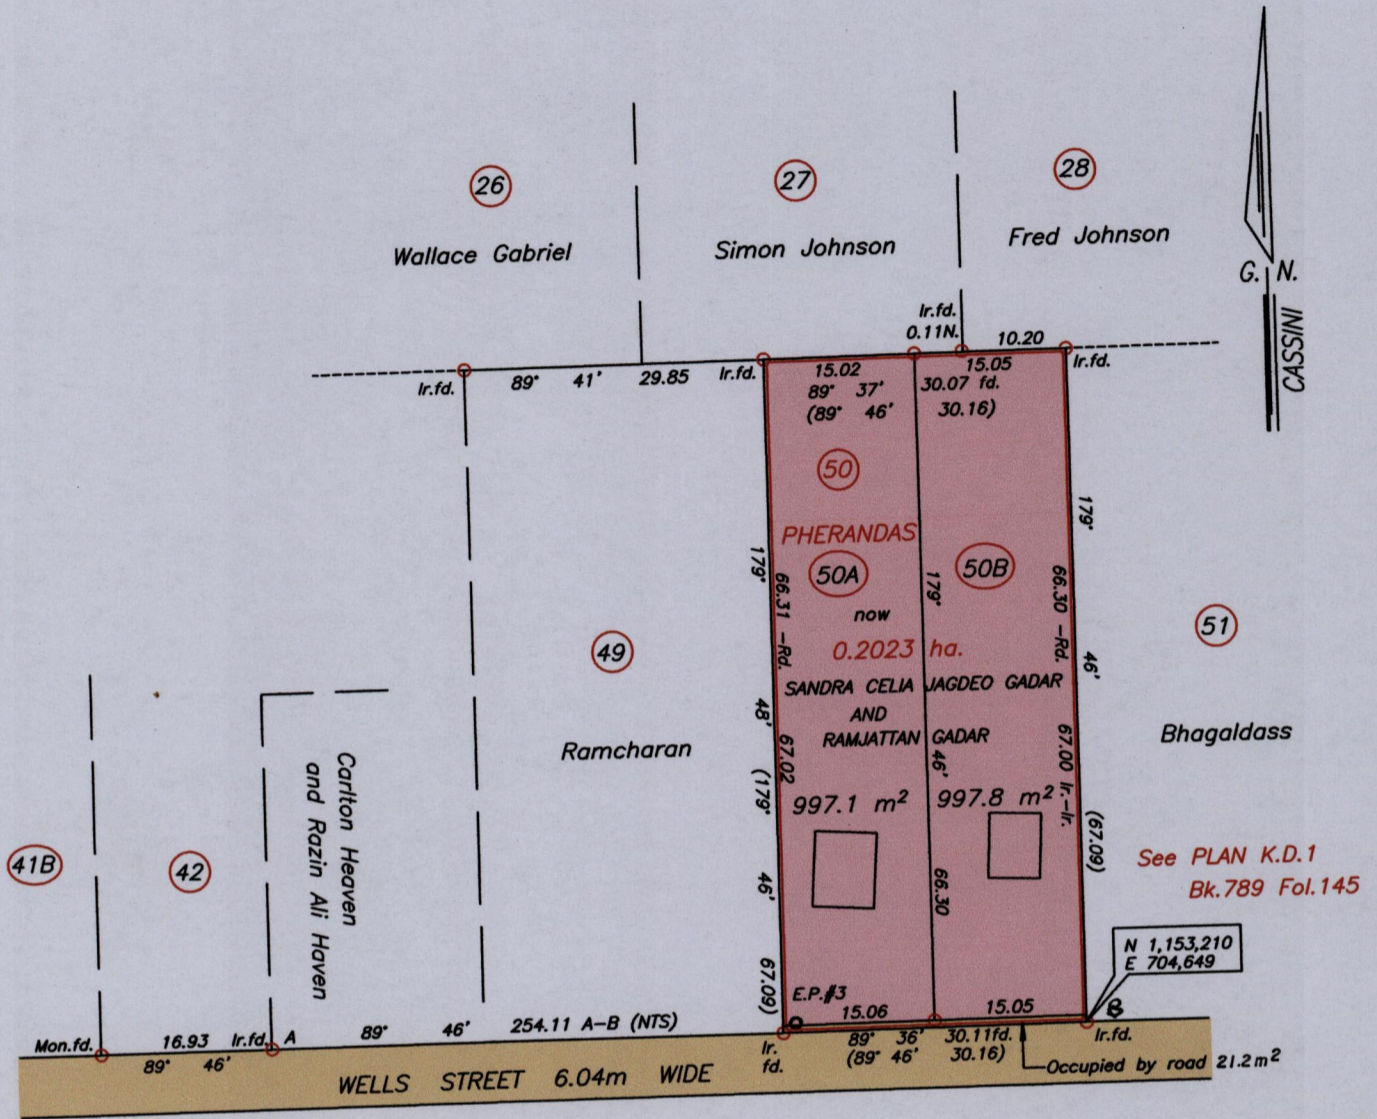 26
27
28
Wallace Gabriel
Simon Johnson
Fred Johnson
G. N.
CASSINI
Ir.fd.
0.11N.
10.20
Ir.fd.
89° 41' 29.85
Ir.fd.
15.02
15.05
Ir.fd.
89° 37' 30.07 fd.
(89° 46' 30.16)
50
PHERANDAS
50A
50B
now
0.2023 ha.
SANDRA CELIA JAGDEO GADAR
AND
RAMJATTAN GADAR
997.1 m²
997.8 m²
179° 48' (179° 46' 67.09)
66.31 -Rd. 67.02
179° 46' 66.30
66.30 -Rd. 67.00 Ir.-Ir.
179° 46' (67.09)
49
Ramcharan
51
Bhagaldass
See PLAN K.D.1
Bk.789 Fol.145
N 1,153,210
E 704,649
41B
42
Carlton Heaven
and Razin Ali Haven
E.P.#3
15.06
15.05
B
Mon.fd.
16.93
Ir.fd.
A
89° 46' 254.11 A-B (NTS)
89° 46'
Ir.
fd.
89° 36' 30.11fd.
(89° 46' 30.16)
Ir.fd.
Occupied by road 21.2m²
WELLS STREET 6.04m WIDE